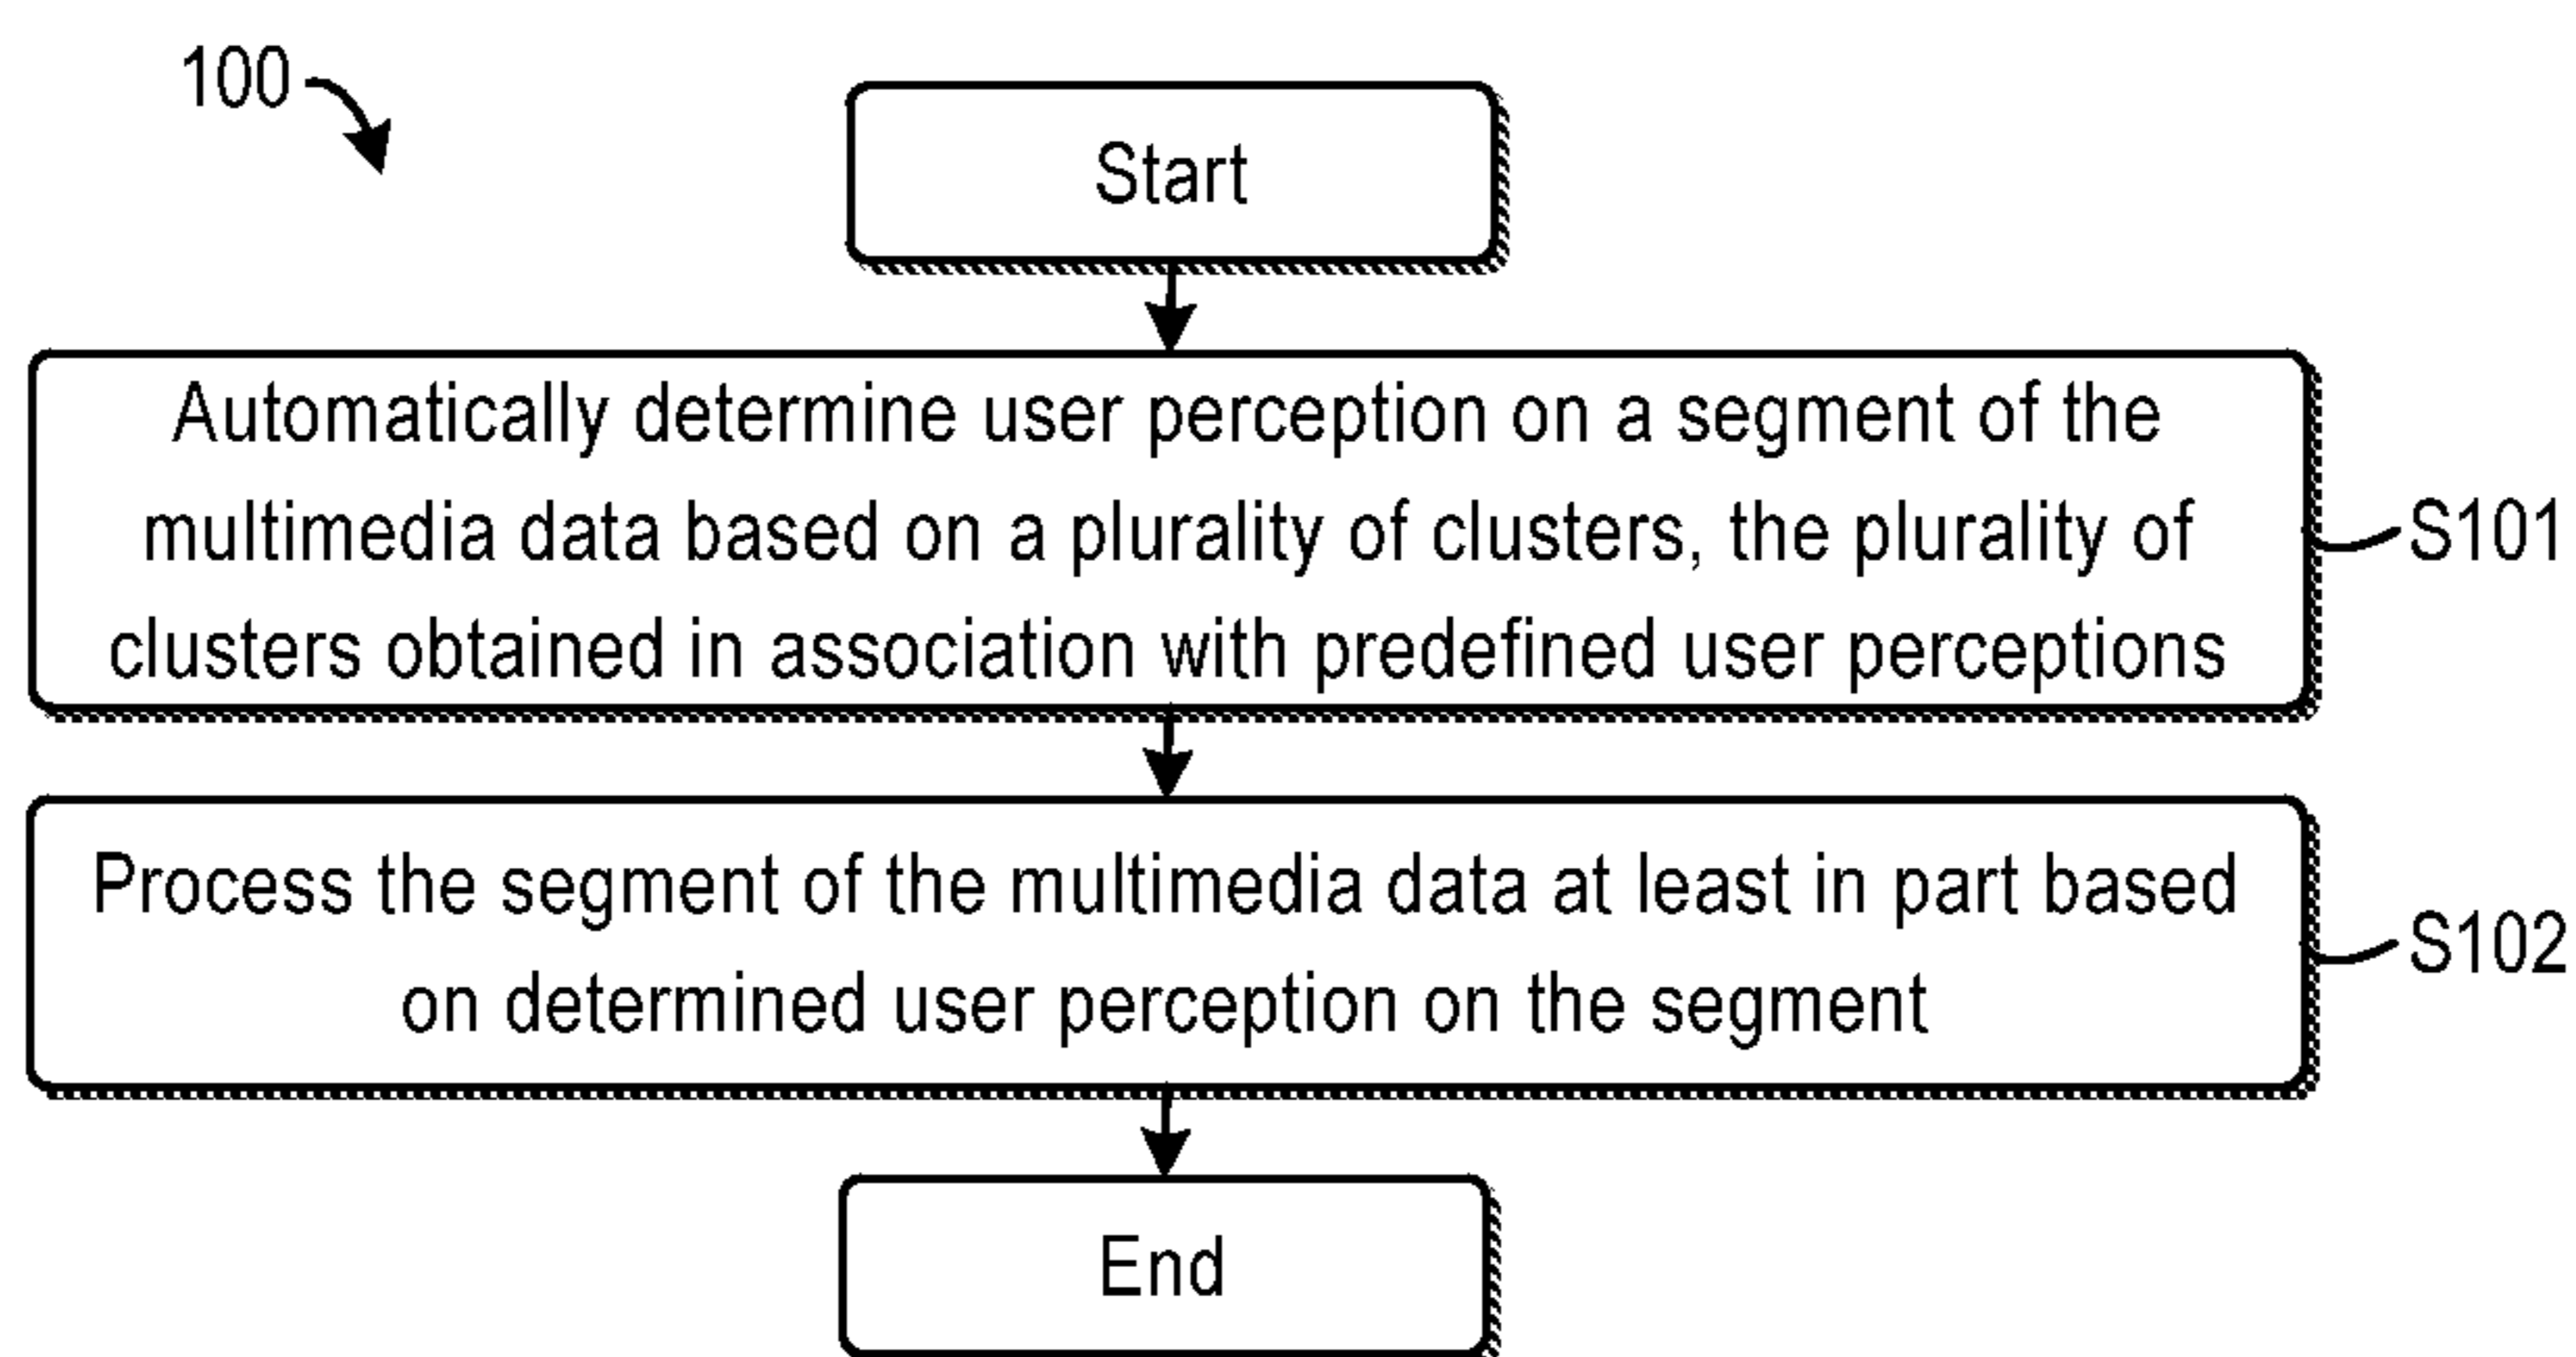 100
Start
Automatically determine user perception on a segment of the
multimedia data based on a plurality of clusters, the plurality of
clusters obtained in association with predefined user perceptions
S101
Process the segment of the multimedia data at least in part based
on determined user perception on the segment
S102
End